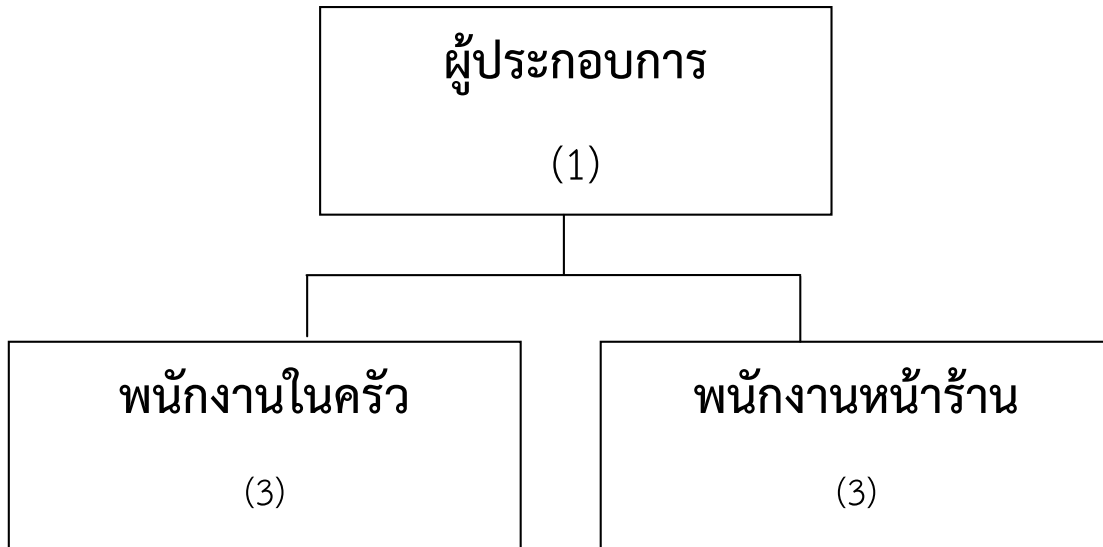 ผู้ประกอบการ
(1)
พนักงานในครัว
(3)
พนักงานหน้าร้าน
(3)